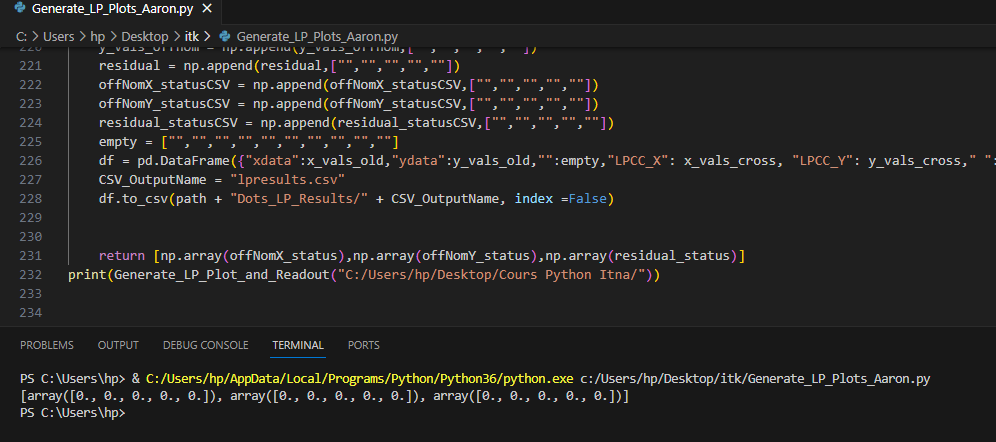 Generate_LP_Plots_Aaron.py
C: > Users > hp > Desktop > itk > Generate_LP_Plots_Aaron.py
221 residual = np.append(residual,["","","","",""])
222 offNomX_statusCSV = np.append(offNomX_statusCSV,["","","","",""])
223 offNomY_statusCSV = np.append(offNomY_statusCSV,["","","","",""])
224 residual_statusCSV = np.append(residual_statusCSV,["","","","",""])
225 empty = ["","","","","","","","","",""]
226 df = pd.DataFrame({"xdata":x_vals_old,"ydata":y_vals_old,"":empty,"LPCC_X": x_vals_cross, "LPCC_Y": y_vals_cross," ":
227 CSV_OutputName = "lpresults.csv"
228 df.to_csv(path + "Dots_LP_Results/" + CSV_OutputName, index =False)
229
230
231 return [np.array(offNomX_status),np.array(offNomY_status),np.array(residual_status)]
232 print(Generate_LP_Plot_and_Readout("C:/Users/hp/Desktop/Cours Python Itna/"))
233
234
PROBLEMS OUTPUT DEBUG CONSOLE TERMINAL PORTS
PS C:\Users\hp> & C:/Users/hp/AppData/Local/Programs/Python/Python36/python.exe c:/Users/hp/Desktop/itk/Generate_LP_Plots_Aaron.py
[array([0., 0., 0., 0., 0.]), array([0., 0., 0., 0., 0.]), array([0., 0., 0., 0., 0.])]
PS C:\Users\hp>